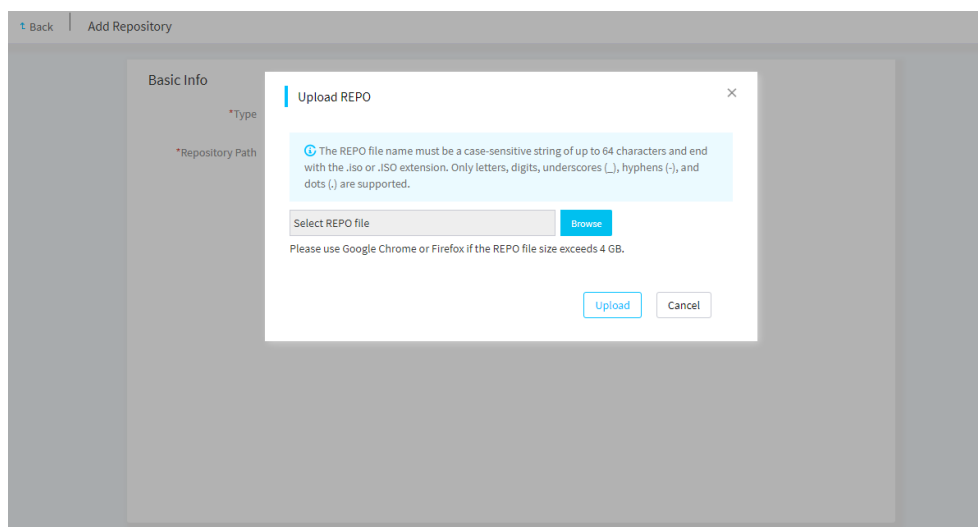 Back
Add Repository
Basic Info
*Type
*Repository Path
Upload REPO
The REPO file name must be a case-sensitive string of up to 64 characters and end
with the .iso or .ISO extension. Only letters, digits, underscores (_), hyphens (-), and
dots (.) are supported.
Select REPO file
Browse
Please use Google Chrome or Firefox if the REPO file size exceeds 4 GB.
Upload
Cancel